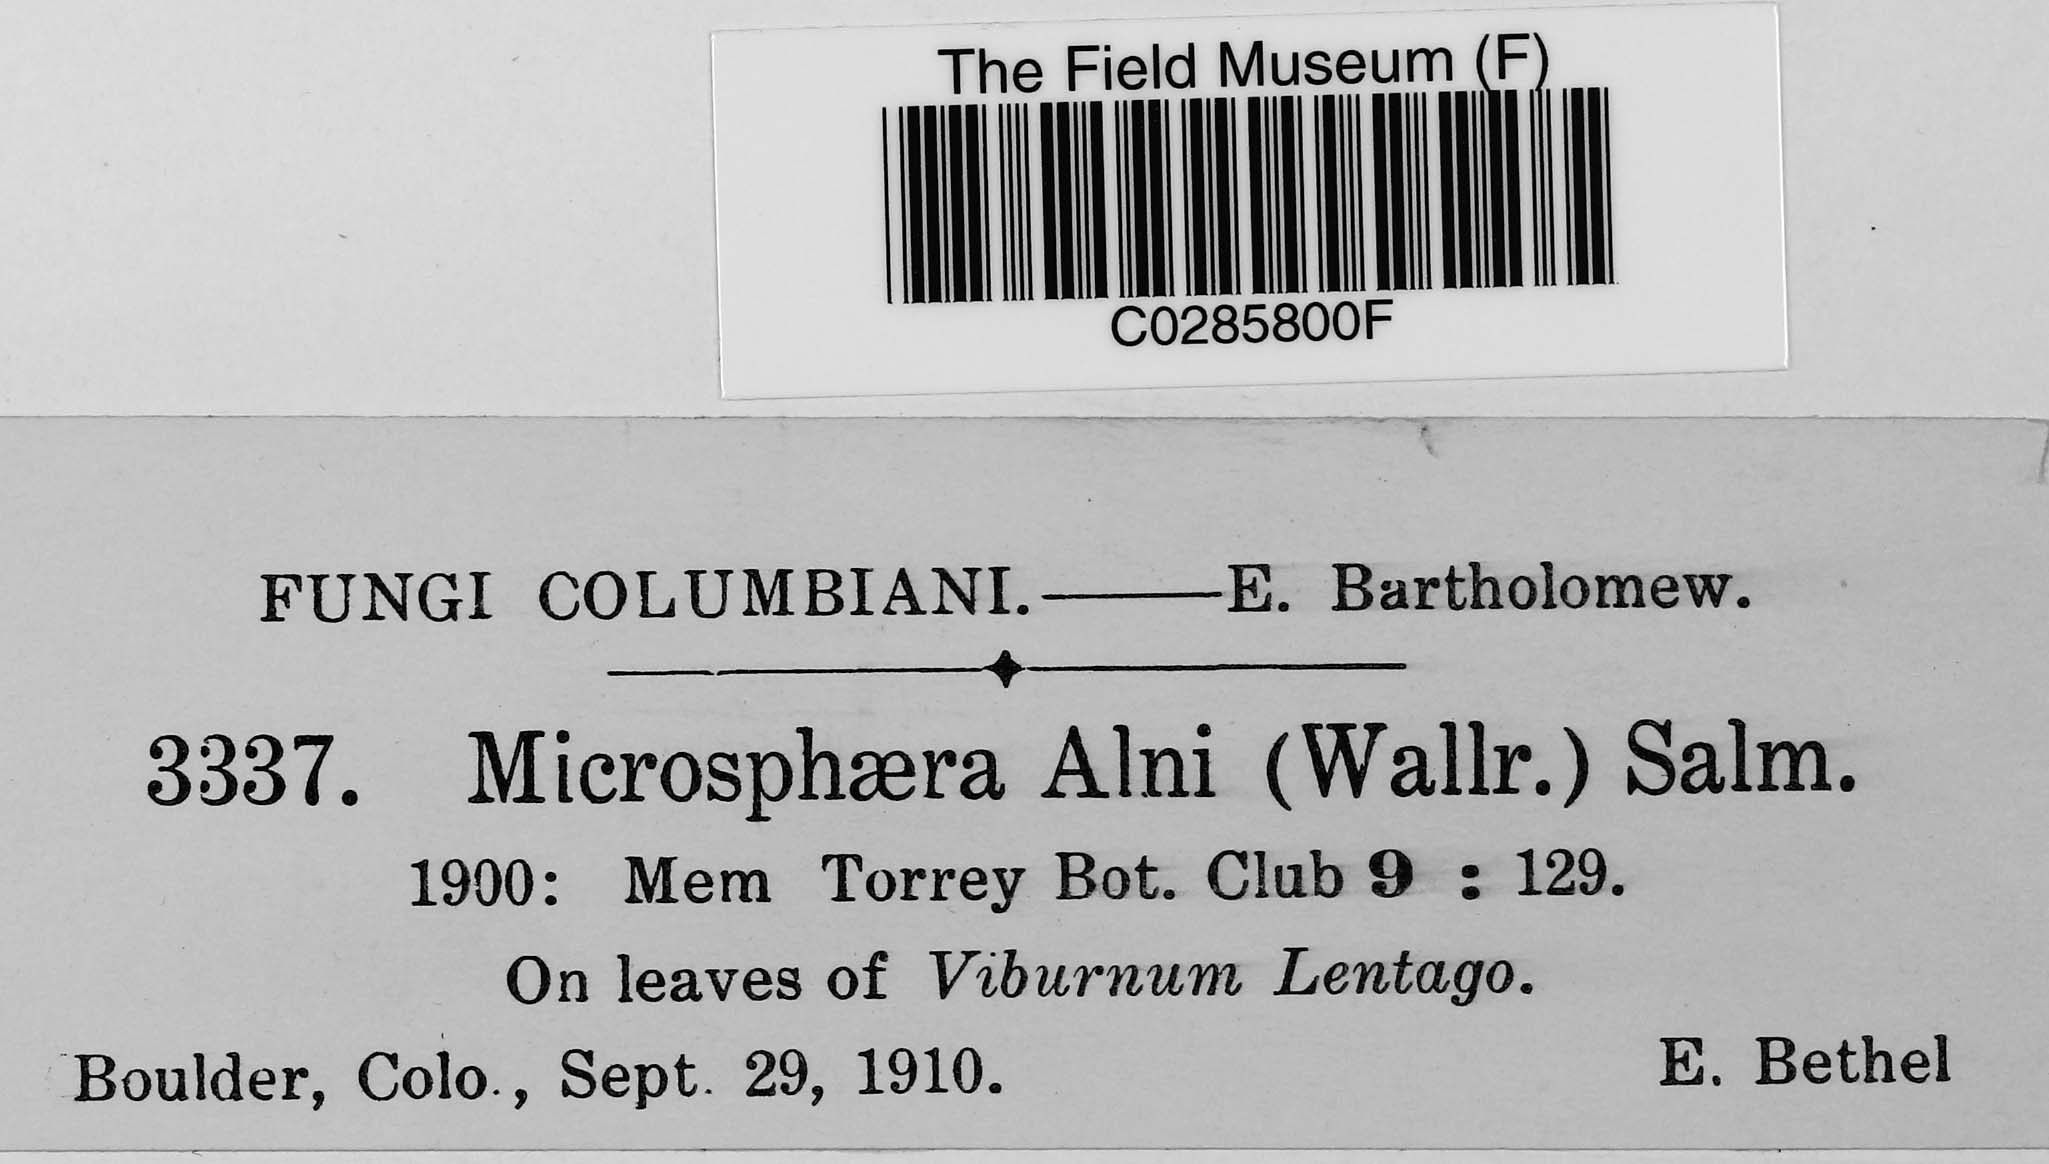 The Field Museum (F)
C0285800F
FUNGI COLUMBIANI.——E. Bartholomew.
3337. Microsphæra Alni (Wallr.) Salm.
1900: Mem Torrey Bot. Club 9 : 129.
On leaves of Viburnum Lentago.
Boulder, Colo., Sept. 29, 1910. E. Bethel